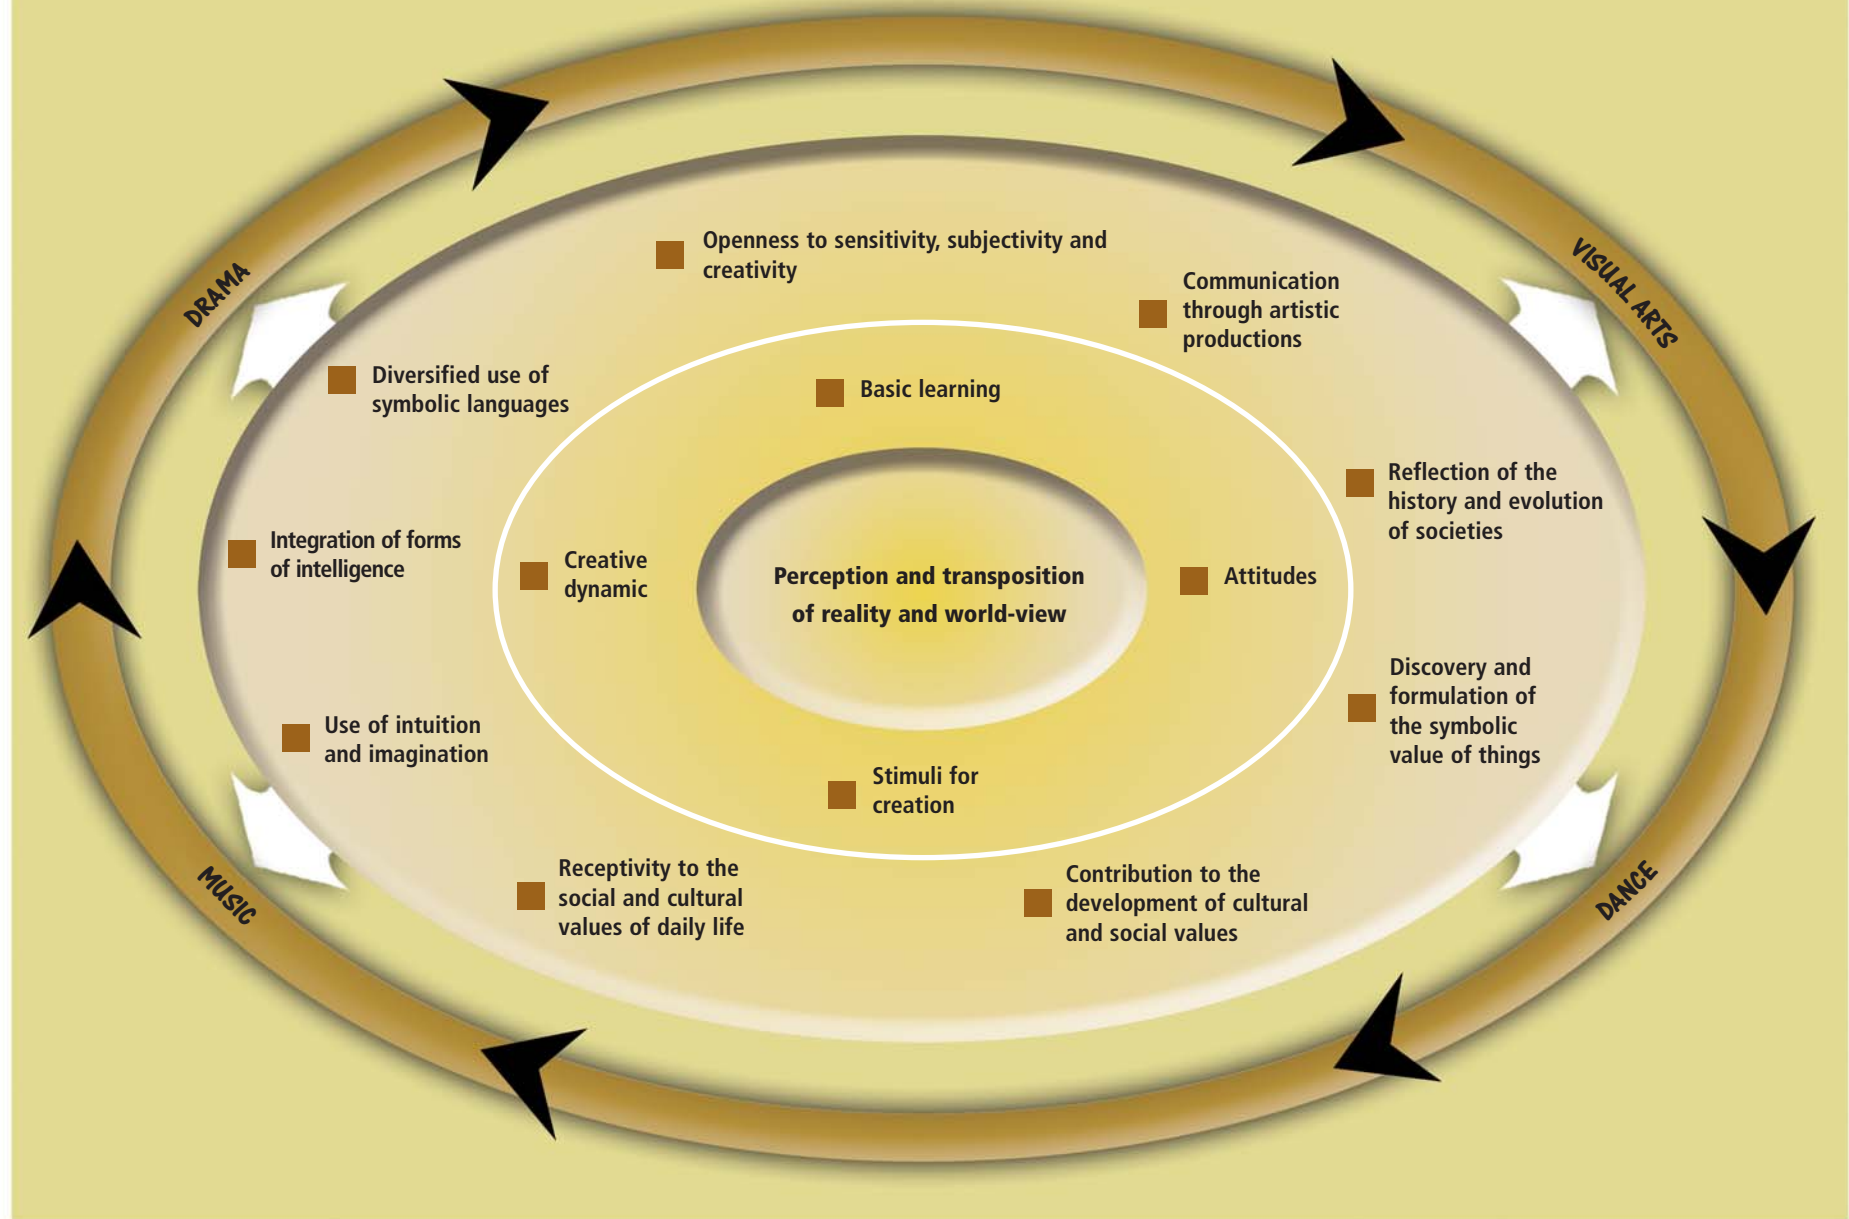 DRAMA
VISUAL ARTS
Openness to sensitivity, subjectivity and
creativity
Communication
through artistic
productions
Diversified use of
symbolic languages
Basic learning
Reflection of the
history and evolution
of societies
Integration of forms
of intelligence
Creative
dynamic
Perception and transposition
of reality and world-view
Attitudes
Discovery and
formulation of
the symbolic
value of things
Use of intuition
and imagination
Stimuli for
creation
Receptivity to the
social and cultural
values of daily life
Contribution to the
development of cultural
and social values
MUSIC
DANCE